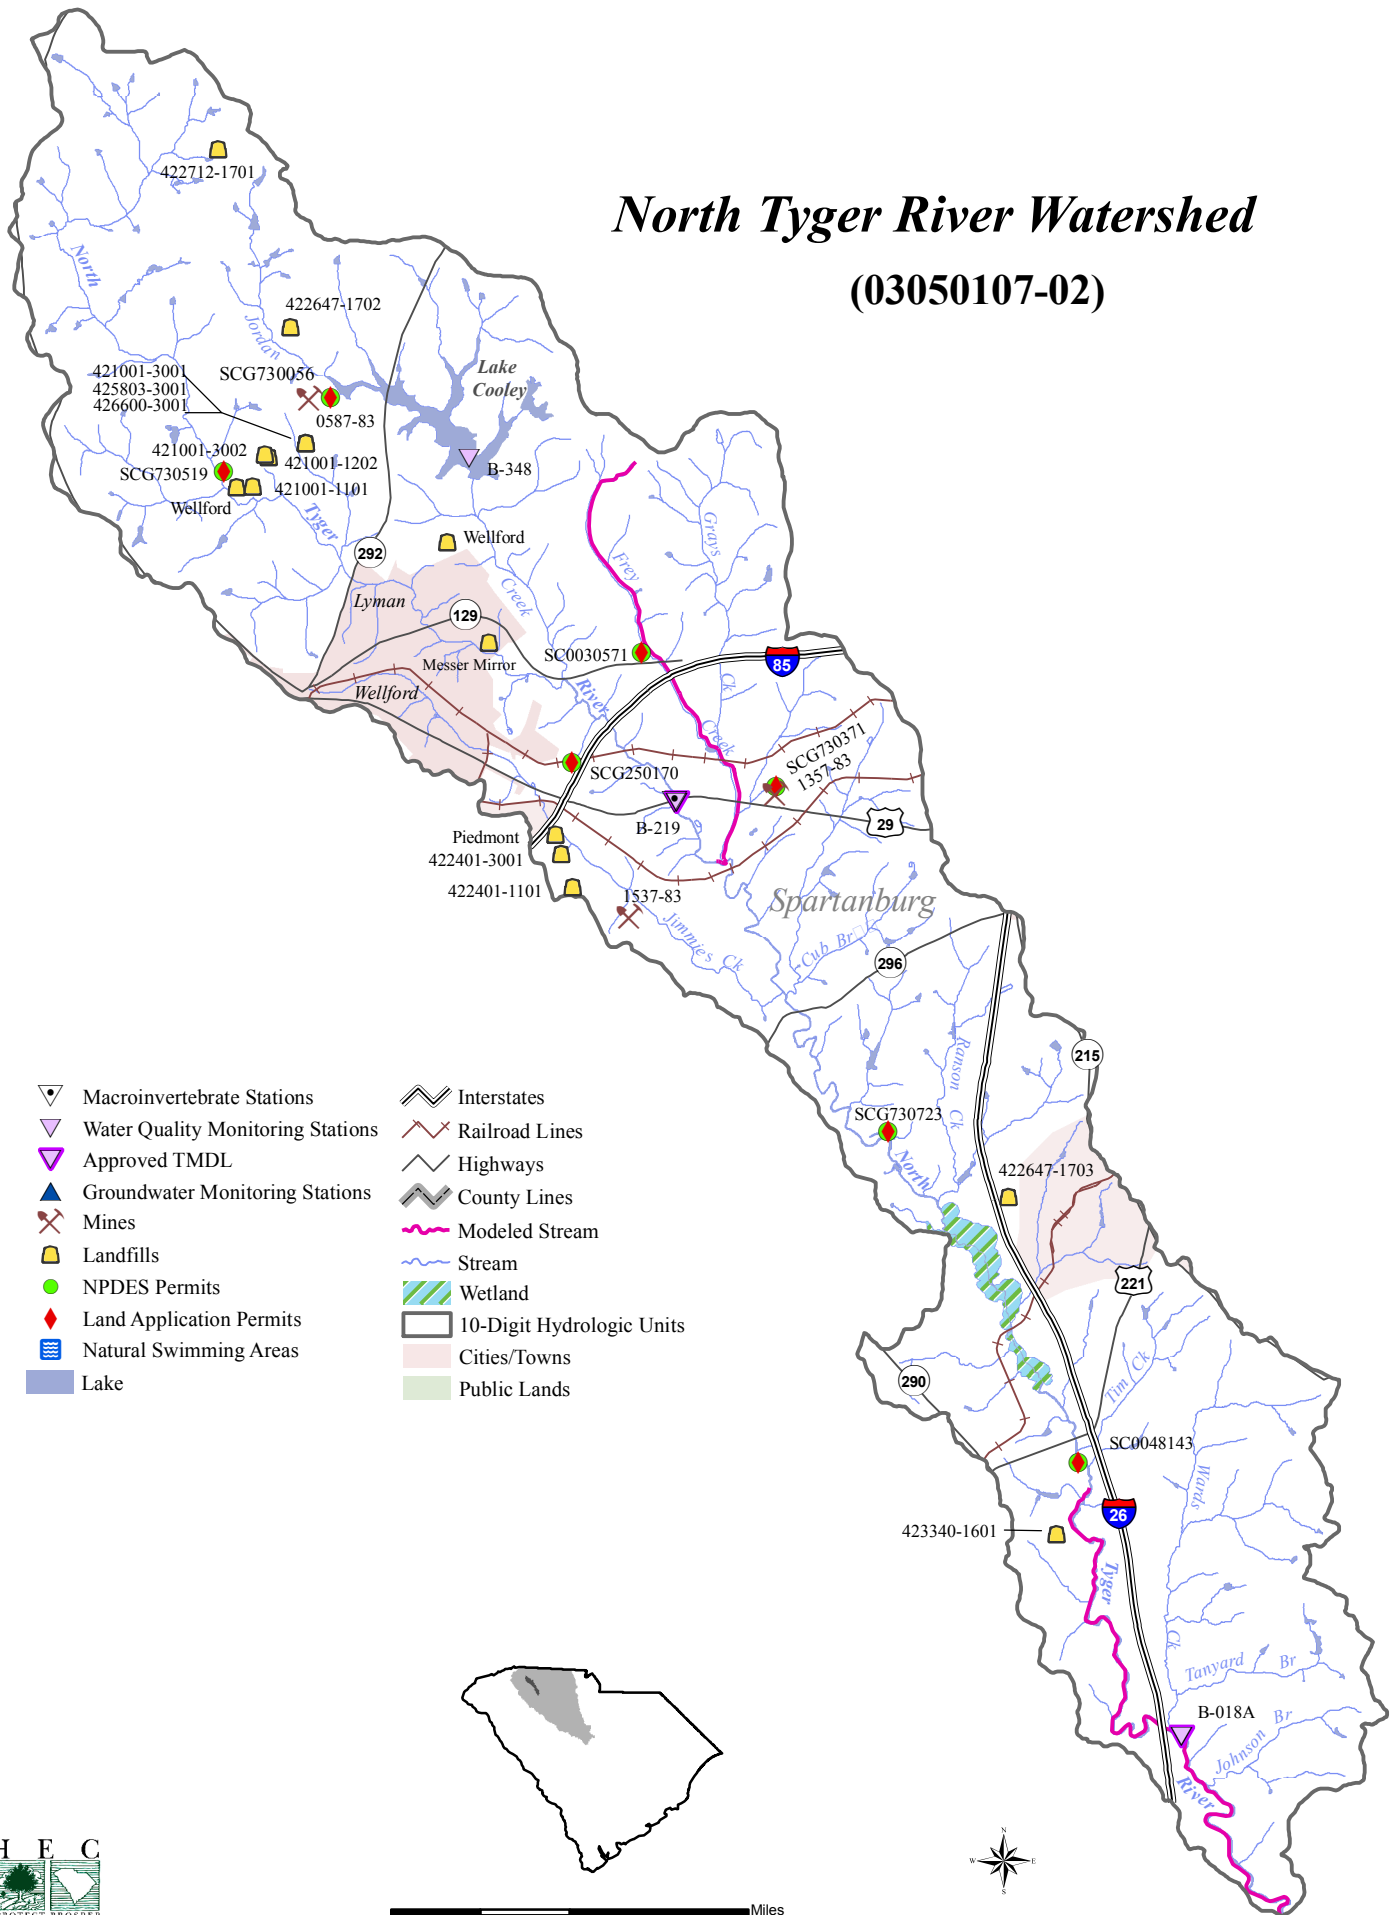 North Tyger River Watershed
(03050107-02)
422712-1701
North
422647-1702
Jordan
Lake
Cooley
421001-3001
425803-3001
426600-3001
SCG730056
0587-83
421001-3002
421001-1202
SCG730519
421001-1101
Wellford
B-348
Tyger
Grays
292
Wellford
Frey
Creek
Lyman
129
Messer Mirror
SC0030571
85
Wellford
River
Ck
Creek
SCG730371
1357-83
SCG250170
B-219
29
Piedmont
422401-3001
422401-1101
1537-83
Spartanburg
Jimmies Ck
Cub Br
296
Ranson Ck
215
SCG730723
North
422647-1703
221
290
Tim Ck
SC0048143
Wards
26
423340-1601
Tyger
Ck
Tanyard Br
B-018A
Johnson Br
River
Macroinvertebrate Stations
Water Quality Monitoring Stations
Approved TMDL
Groundwater Monitoring Stations
Mines
Landfills
NPDES Permits
Land Application Permits
Natural Swimming Areas
Lake
Interstates
Railroad Lines
Highways
County Lines
Modeled Stream
Stream
Wetland
10-Digit Hydrologic Units
Cities/Towns
Public Lands
H E C
PROSPER
N
W E
S
Miles